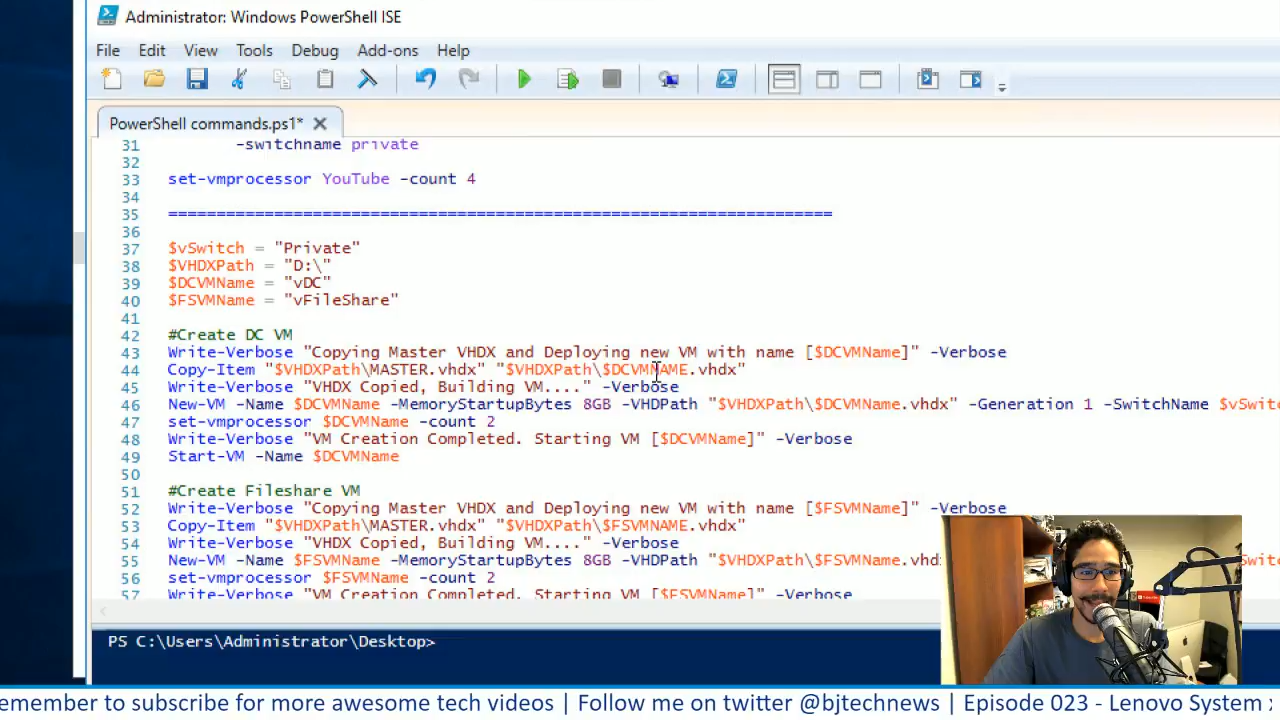 Administrator: Windows PowerShell ISE
File Edit View Tools Debug Add-ons Help
PowerShell commands.ps1*
31 -switchname private
32
33 set-vmprocessor YouTube -count 4
34
35 =====================================================================
36
37 $vSwitch = "Private"
38 $VHDXPath = "D:\"
39 $DCVMName = "vDC"
40 $FSVMName = "vFileShare"
41
42 #Create DC VM
43 Write-Verbose "Copying Master VHDX and Deploying new VM with name [$DCVMName]" -Verbose
44 Copy-Item "$VHDXPath\MASTER.vhdx" "$VHDXPath\$DCVMNAME.vhdx"
45 Write-Verbose "VHDX Copied, Building VM...." -Verbose
46 New-VM -Name $DCVMName -MemoryStartupBytes 8GB -VHDPath "$VHDXPath\$DCVMName.vhdx" -Generation 1 -SwitchName $vSwitc
47 set-vmprocessor $DCVMName -count 2
48 Write-Verbose "VM Creation Completed. Starting VM [$DCVMName]" -Verbose
49 Start-VM -Name $DCVMName
50
51 #Create Fileshare VM
52 Write-Verbose "Copying Master VHDX and Deploying new VM with name [$FSVMName]" -Verbose
53 Copy-Item "$VHDXPath\MASTER.vhdx" "$VHDXPath\$FSVMNAME.vhdx"
54 Write-Verbose "VHDX Copied, Building VM...." -Verbose
55 New-VM -Name $FSVMName -MemoryStartupBytes 8GB -VHDPath "$VHDXPath\$FSVMName.vhd
56 set-vmprocessor $FSVMName -count 2
57 Write-Verbose "VM Creation Completed. Starting VM [$FSVMName]" -Verbose
PS C:\Users\Administrator\Desktop>
emember to subscribe for more awesome tech videos | Follow me on twitter @bjtechnews | Episode 023 - Lenovo System